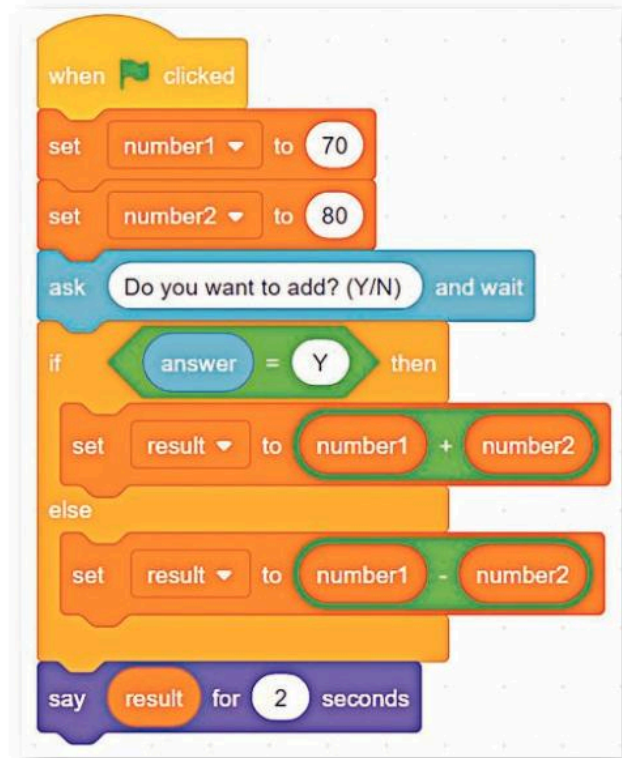 when clicked
set number1 to 70
set number2 to 80
ask Do you want to add? (Y/N) and wait
if answer = Y then
set result to number1 + number2
else
set result to number1 - number2
say result for 2 seconds